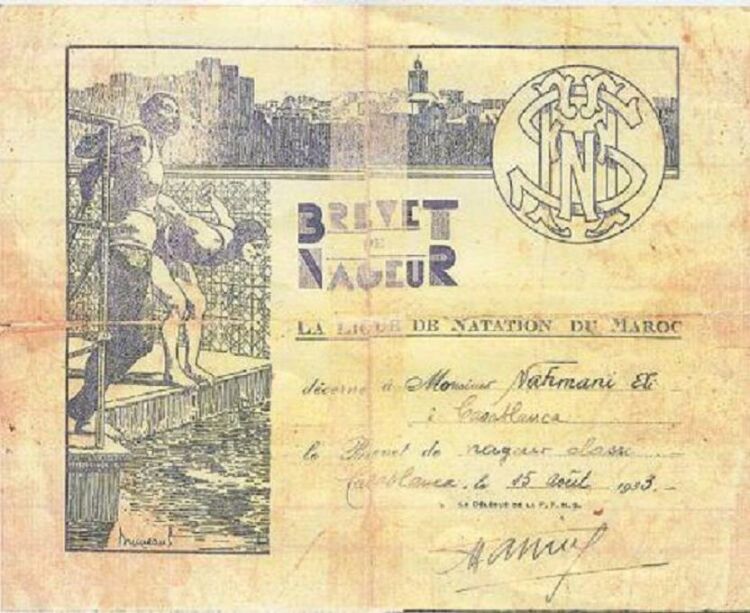 BREVET
DE
NAGEUR
LA LIGUE DE NATATION DU MAROC
décerne à Monsieur Nahmani Eli
à Casablanca
le Brevet de nageur
Casablanca, le 15 août 1933.
LE DÉLÉGUÉ DE LA F.F.N.S.